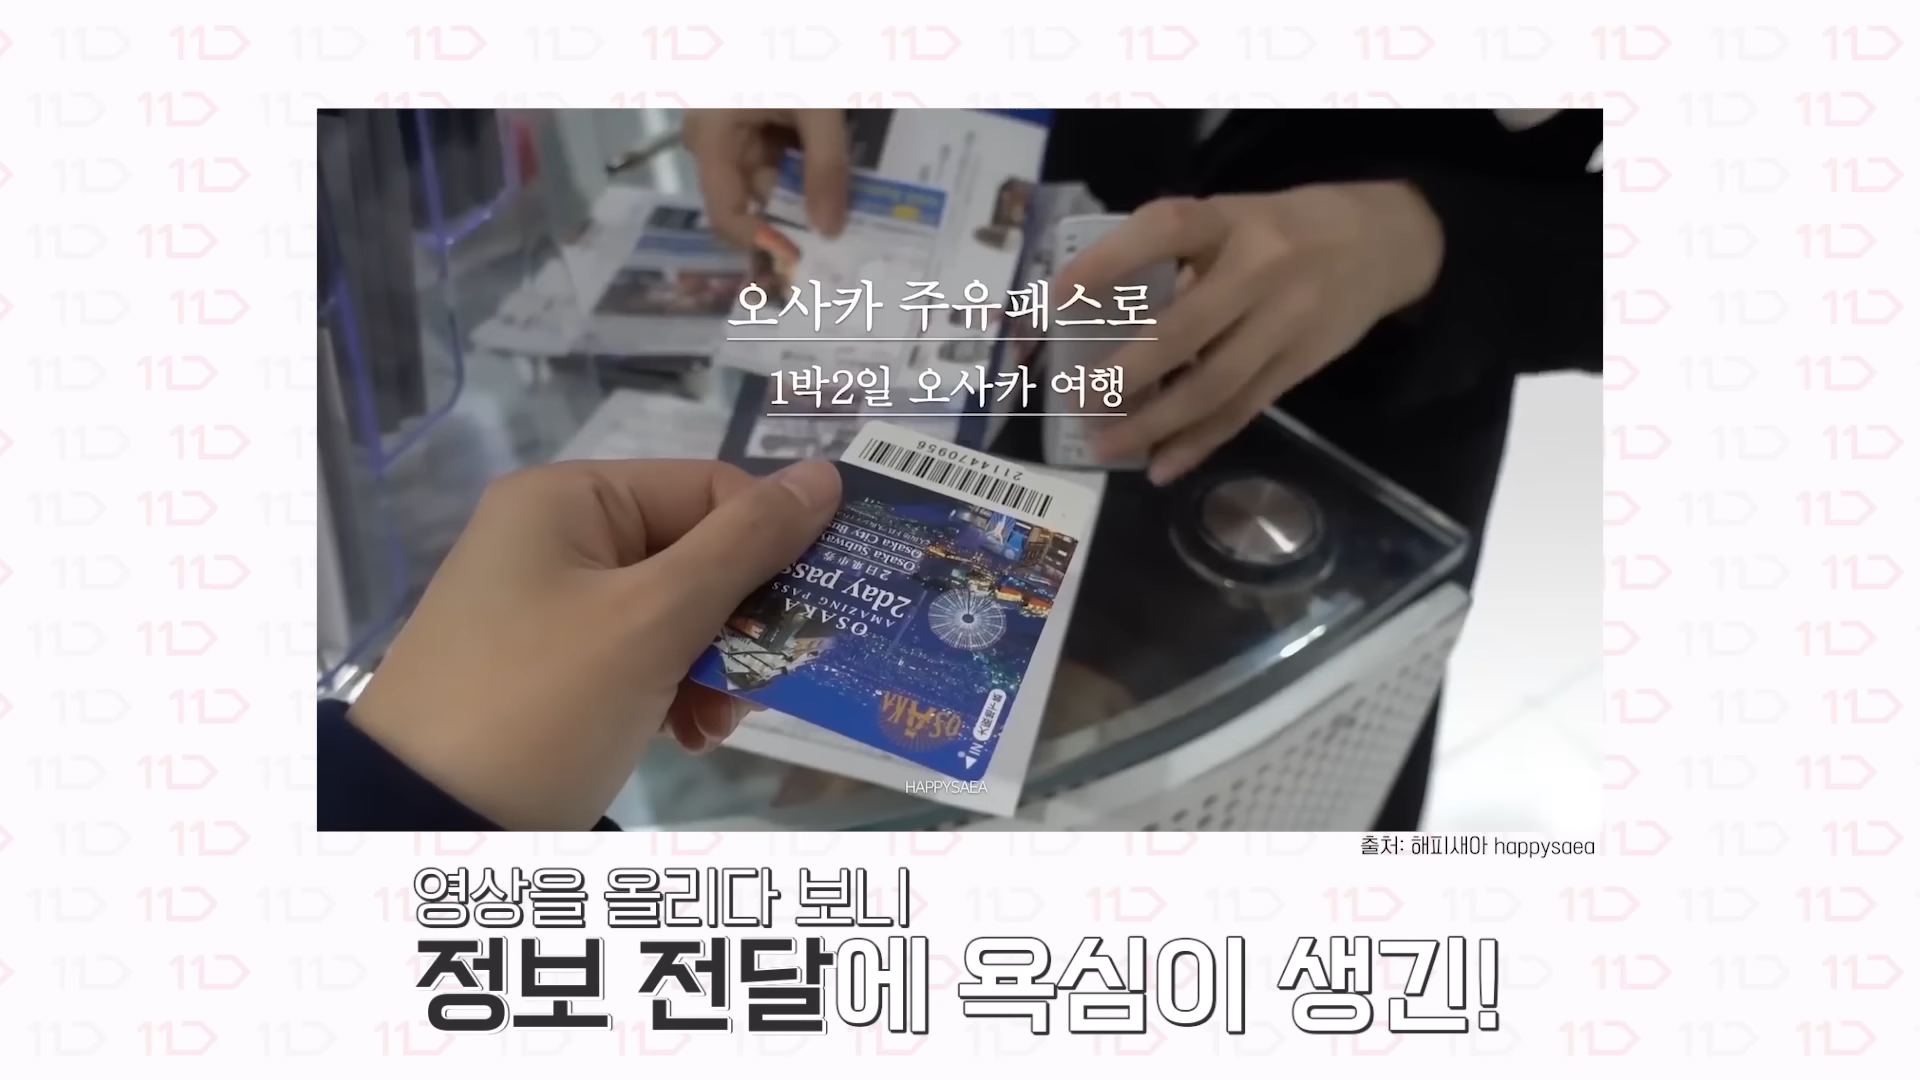 오사카 주유패스로
1박2일 오사카 여행
2114470956
Osaka City Bus
Osaka Subway
2day pass
AMAZING PASS
OSAKA
OSAKA
IN
HAPPYSAEA
출처: 해피새아 happysaea
영상을 올리다 보니
정보 전달에 욕심이 생긴!